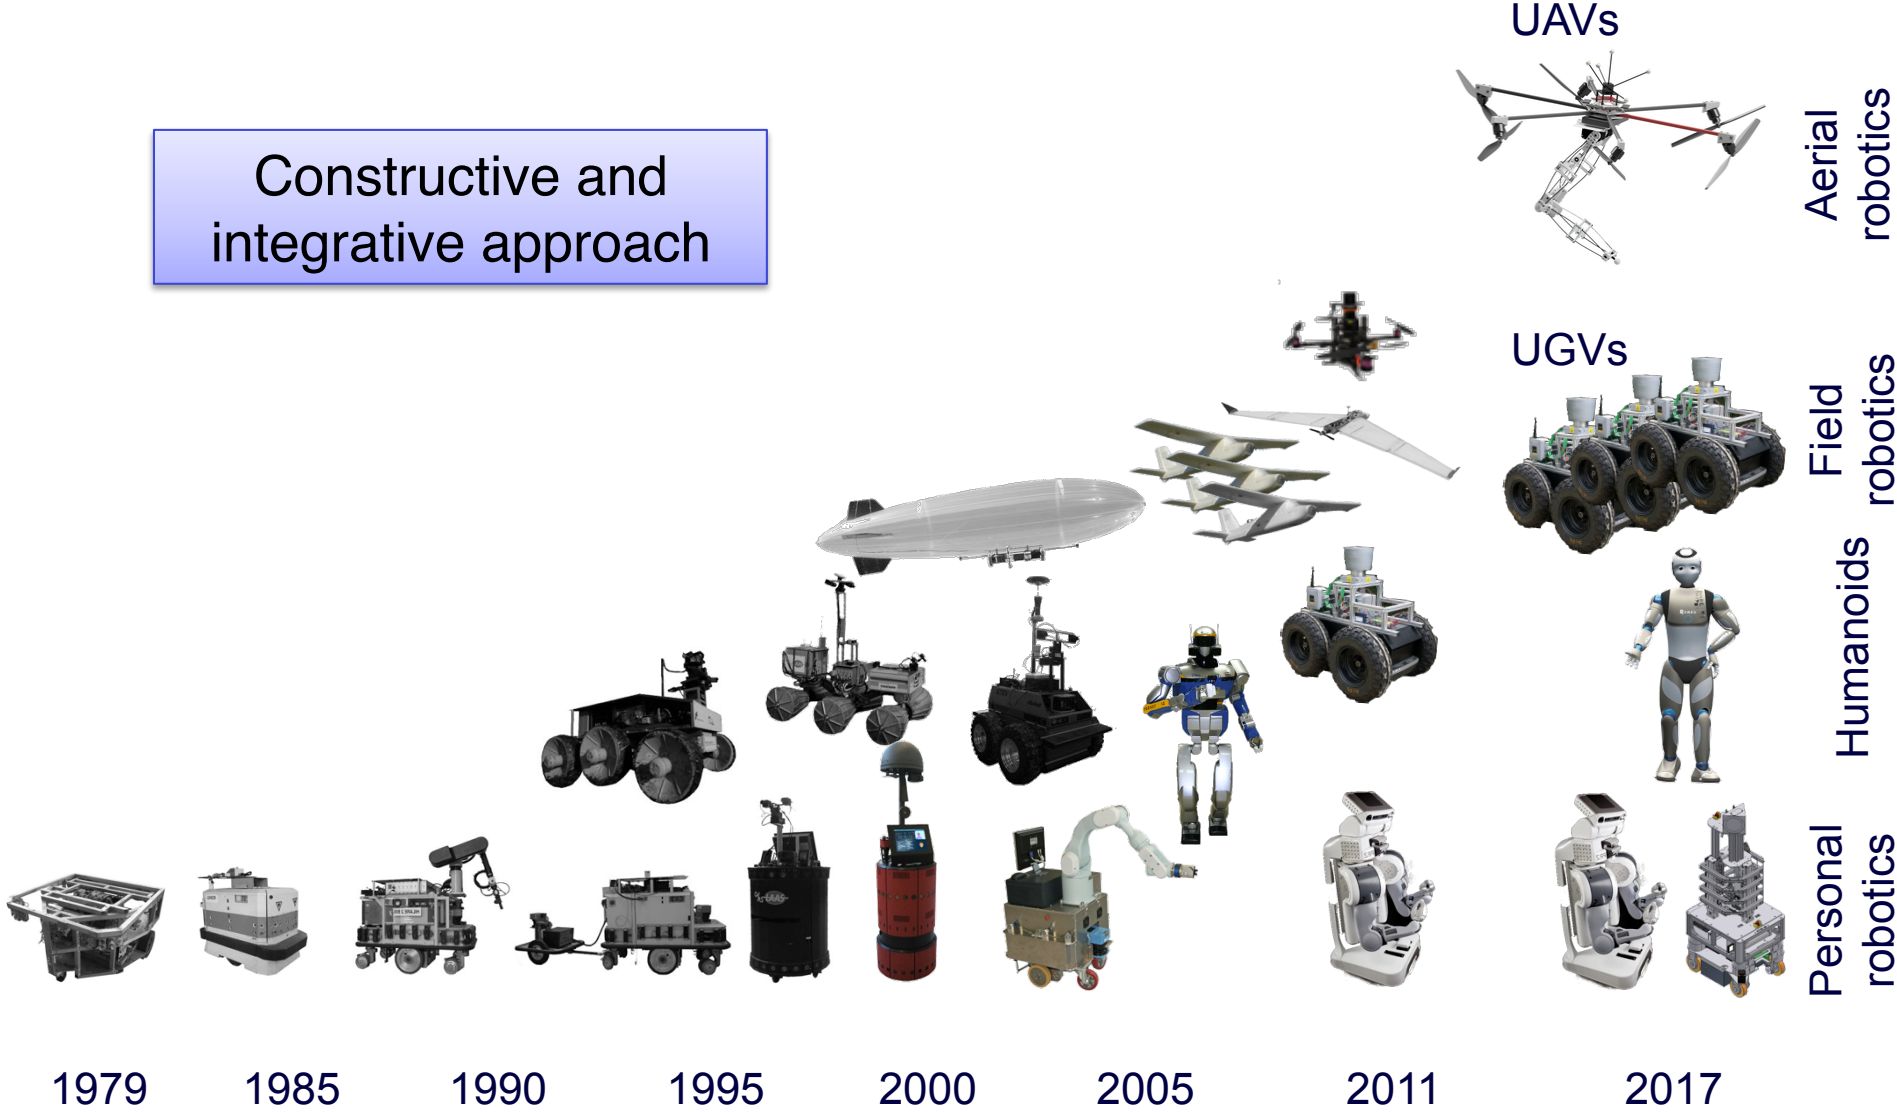 UAVs
Aerial
robotics
Constructive and
integrative approach
UGVs
Field
robotics
Humanoids
Personal
robotics
1979
1985
1990
1995
2000
2005
2011
2017